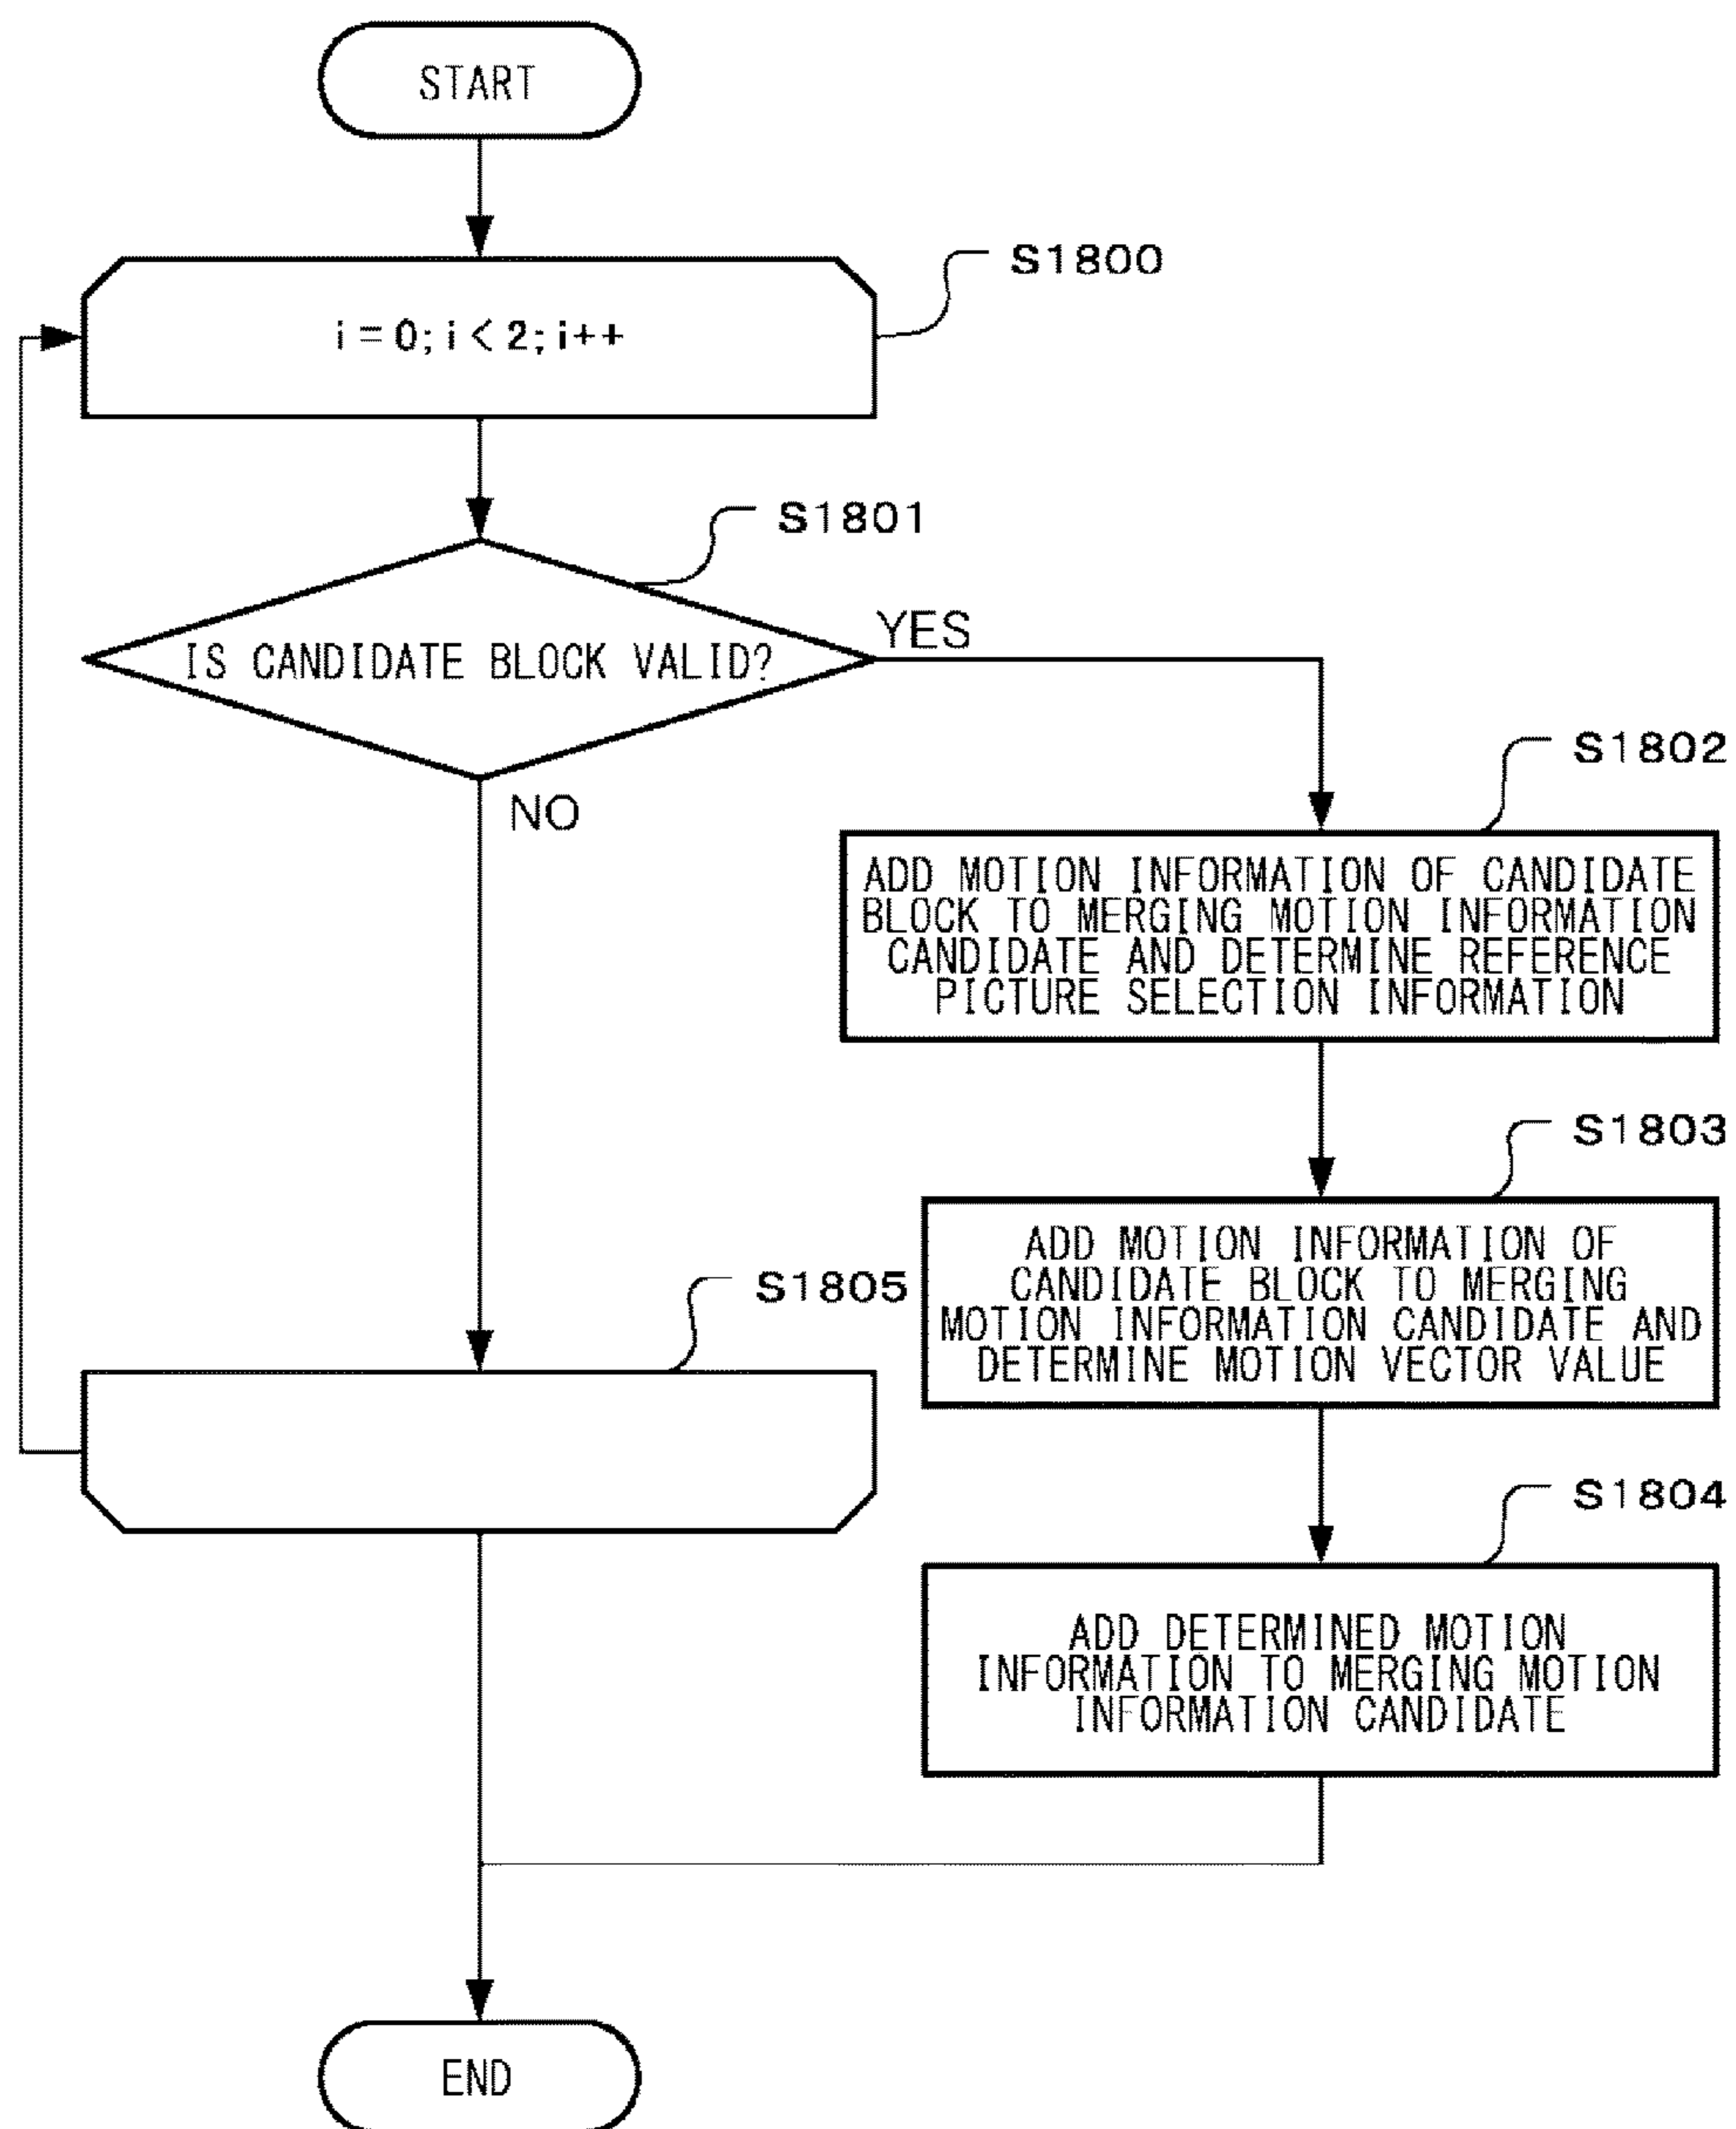 START
S1800
i=0;i<2;i++
S1801
IS CANDIDATE BLOCK VALID?
YES
NO
S1802
ADD MOTION INFORMATION OF CANDIDATE
BLOCK TO MERGING MOTION INFORMATION
CANDIDATE AND DETERMINE REFERENCE
PICTURE SELECTION INFORMATION
S1803
ADD MOTION INFORMATION OF
CANDIDATE BLOCK TO MERGING
MOTION INFORMATION CANDIDATE AND
DETERMINE MOTION VECTOR VALUE
S1805
S1804
ADD DETERMINED MOTION
INFORMATION TO MERGING MOTION
INFORMATION CANDIDATE
END